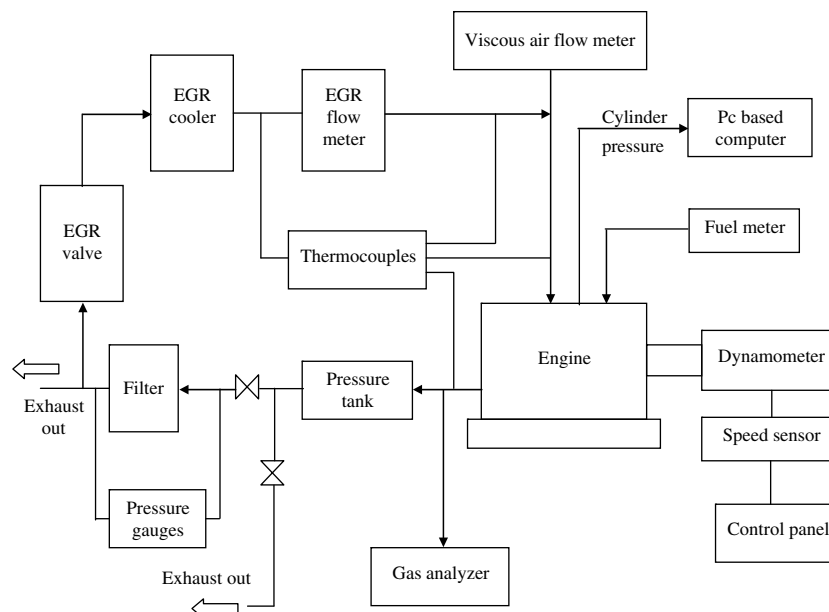 Viscous air flow meter
EGR
cooler
EGR
flow
meter
Cylinder
pressure
Pc based
computer
EGR
valve
Thermocouples
Fuel meter
Engine
Dynamometer
Filter
Pressure
tank
Exhaust
out
Speed sensor
Pressure
gauges
Control panel
Exhaust out
Gas analyzer